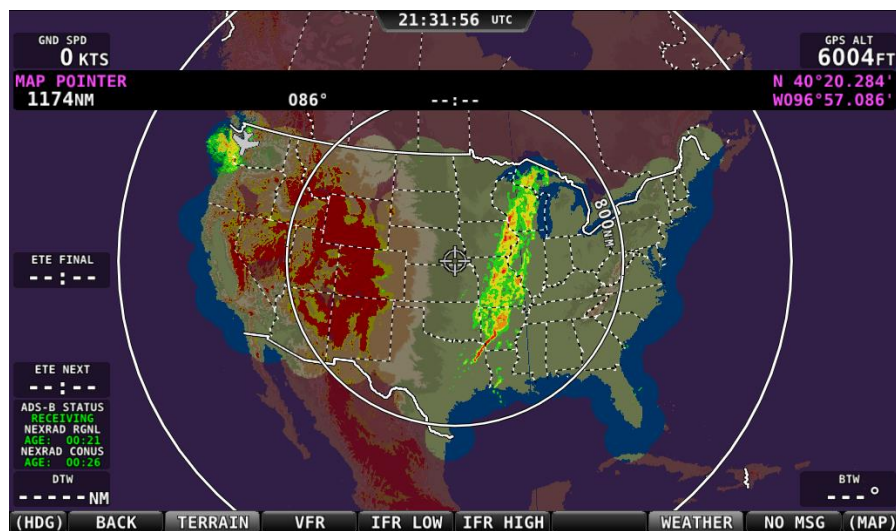 21:31:56 UTC
GND SPD
0 KTS
GPS ALT
6004FT
MAP POINTER
1174NM 086° --:--
N 40°20.284'
W096°57.086'
800NM
ETE FINAL
--:--
ETE NEXT
--:--
ADS-B STATUS
RECEIVING
NEXRAD RGNL
AGE: 00:21
NEXRAD CONUS
AGE: 00:26
DTW
-----NM
BTW
---°
(HDG) BACK TERRAIN VFR IFR LOW IFR HIGH WEATHER NO MSG (MAP